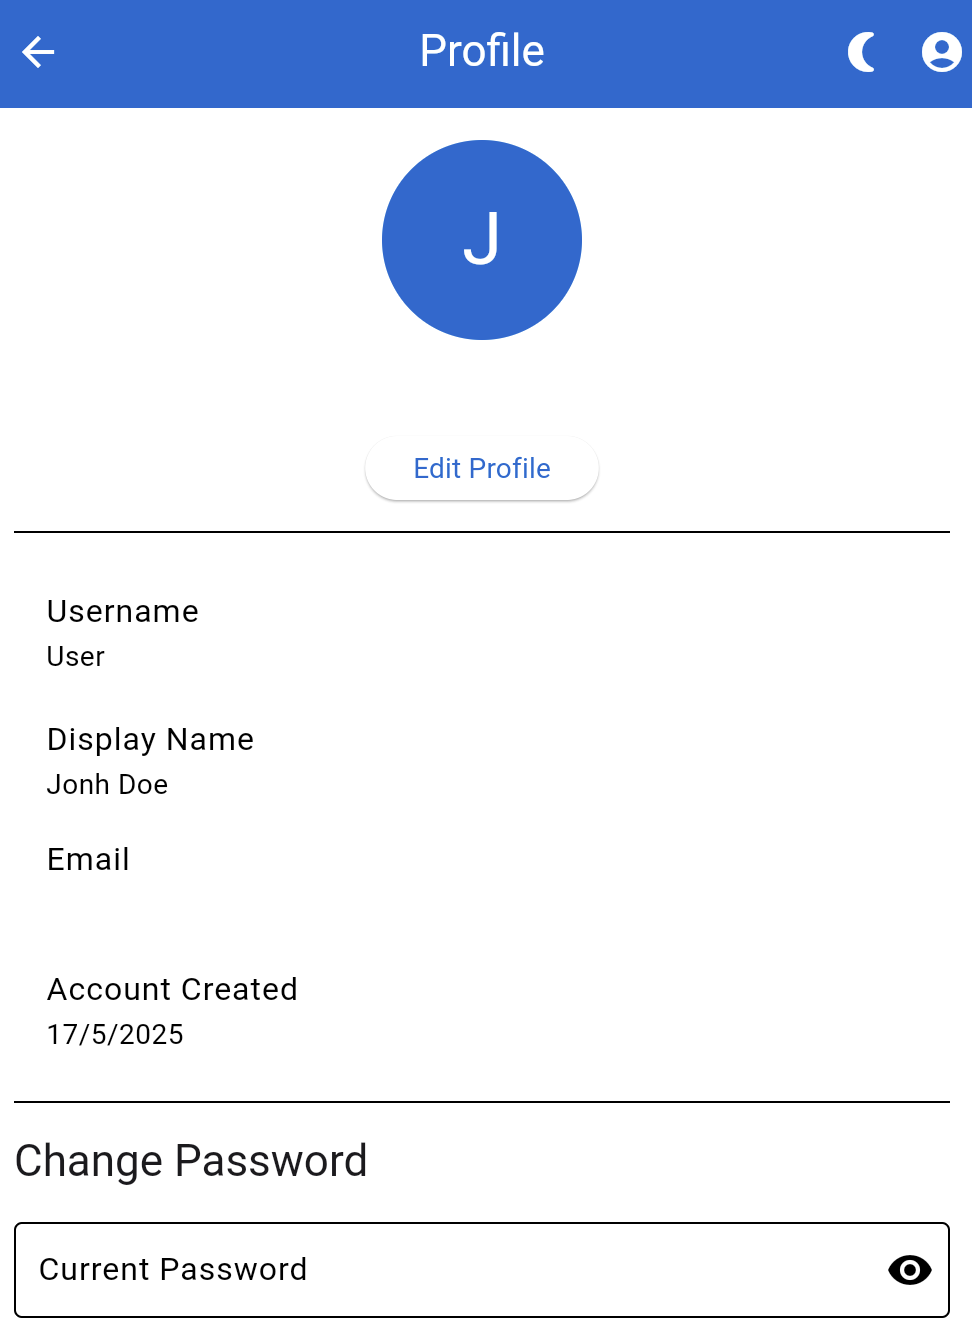 Profile
J
Edit Profile
Username
User
Display Name
Jonh Doe
Email
Account Created
17/5/2025
Change Password
Current Password